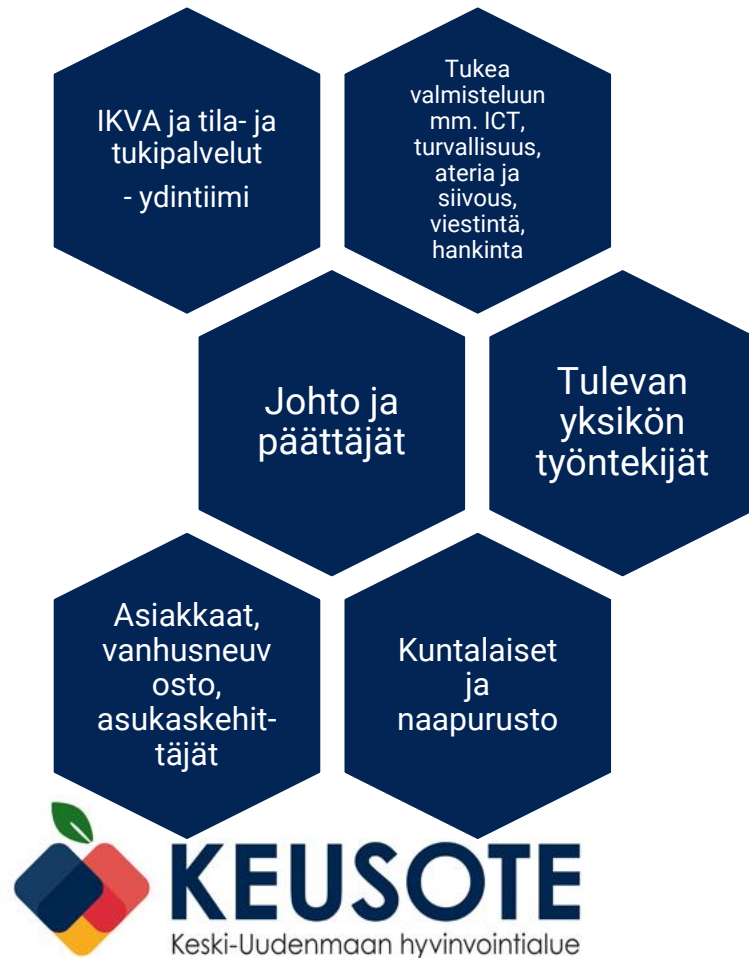 IKVA ja tila- ja
tukipalvelut
- ydintiimi
Tukea
valmisteluun
mm. ICT,
turvallisuus,
ateria ja
siivous,
viestintä,
hankinta
Johto ja
päättäjät
Tulevan
yksikön
työntekijät
Asiakkaat,
vanhusneuv
osto,
asukaskehit-
täjät
Kuntalaiset
ja
naapurusto
KEUSOTE
Keski-Uudenmaan hyvinvointialue